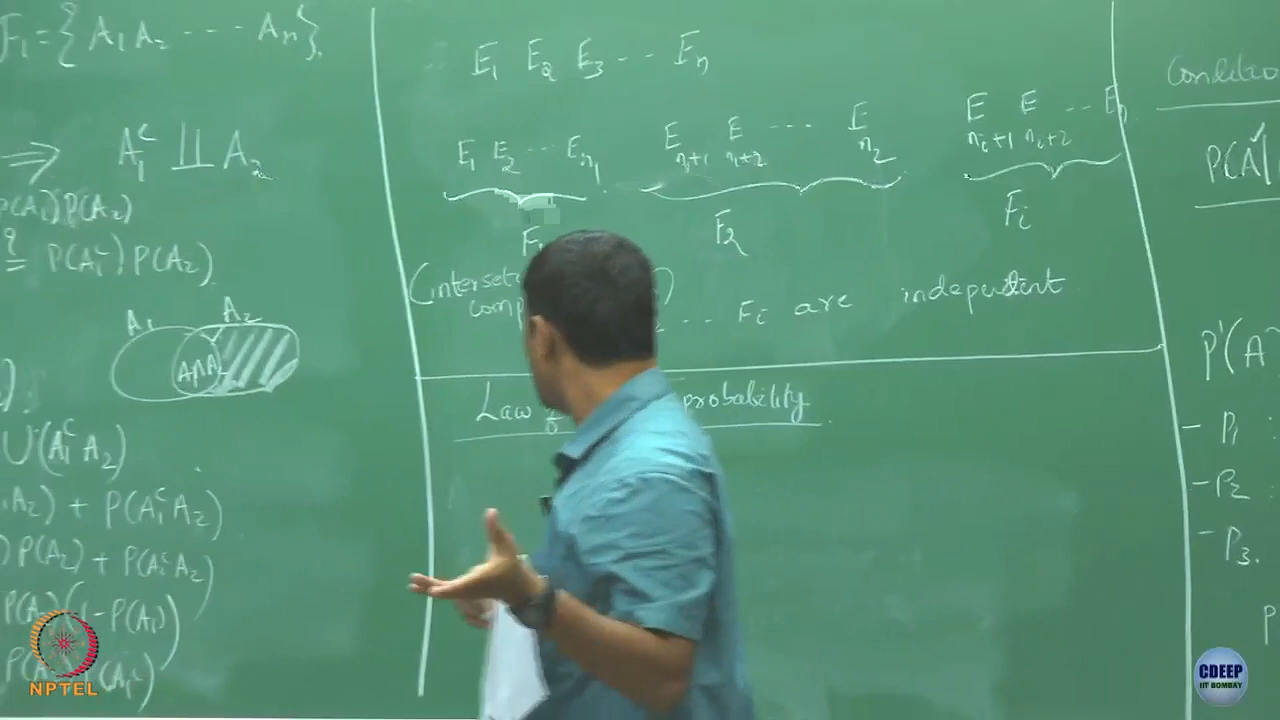 F₁ = { A₁ A₂ ---- Aₙ }.
⇒ A₁ᶜ ⫫ A₂
P(A₁) P(A₂)
P(A₁ᶜ) P(A₂)
A₁ A₂
A₁∩A₂
∪ (A₁ᶜ A₂)
A₂) + P(A₁ᶜ A₂)
) P(A₂) + P(A₁ᶜ A₂)
P(A₂) (1 - P(A₁))
E₁ E₂ E₃ --- Eₙ
E₁ E₂ --- Eₙ₁
E n₁+1 E n₁+2 ---- E n₂
E nᵢ+1 E nᵢ+2 --- Eₙ
F₂
Fᵢ
... Fᵢ are independent
Law probability
P(A
P'(A
- P₁ :
- P₂ :
- P₃.
P
NPTEL
CDEEP
IIT BOMBAY